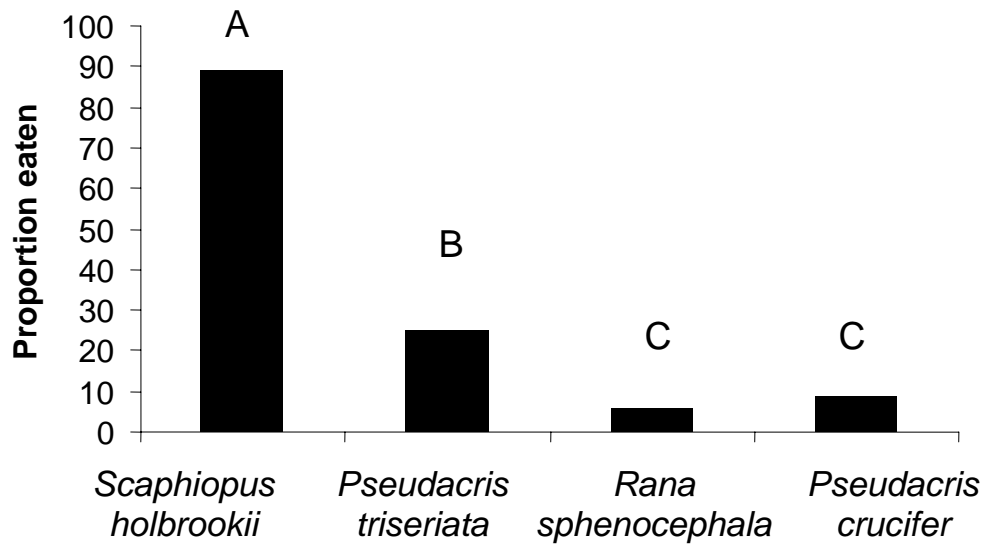 100
A
90
80
70
60
50
B
40
30
C
C
20
10
0
Proportion eaten
Scaphiopus
holbrookii
Pseudacris
triseriata
Rana
sphenocephala
Pseudacris
crucifer